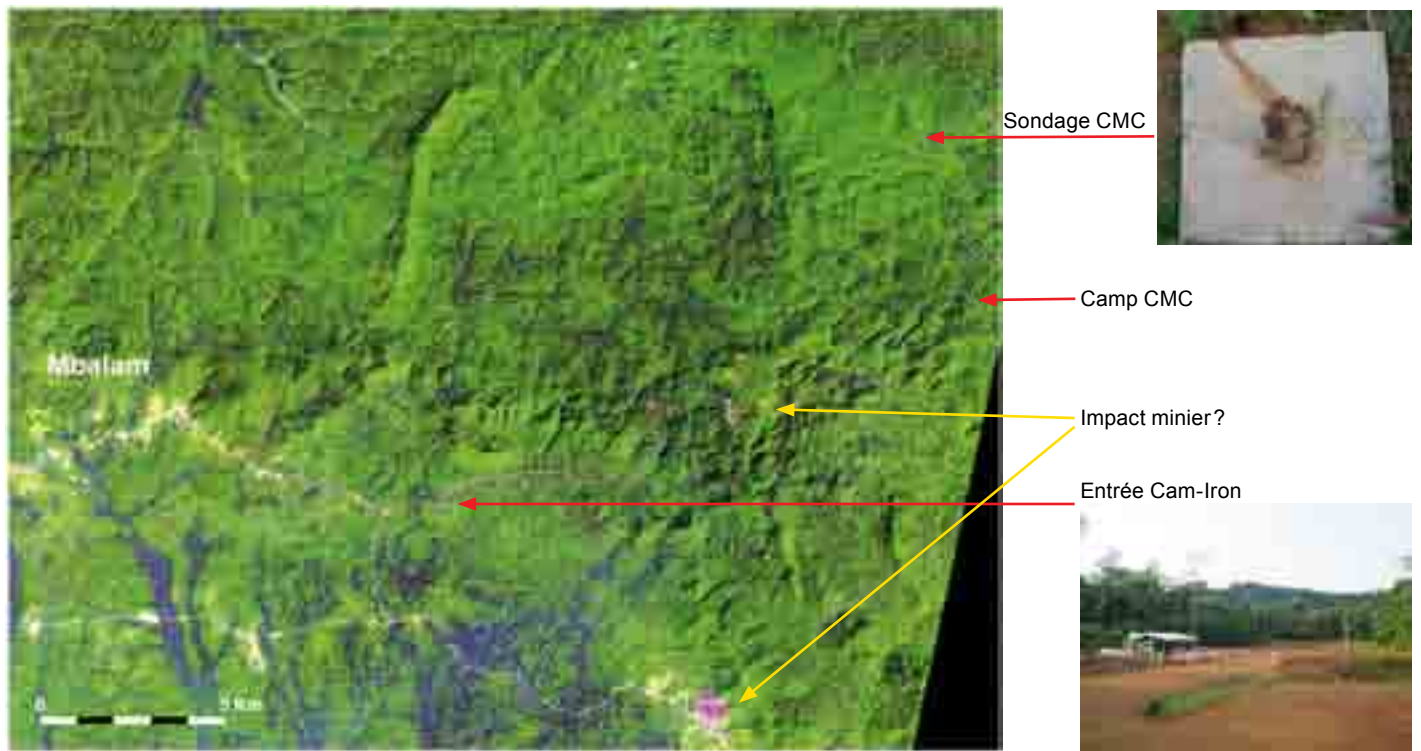 Sondage CMC
Camp CMC
Mbalam
Impact minier ?
Entrée Cam-Iron
0 5 Km